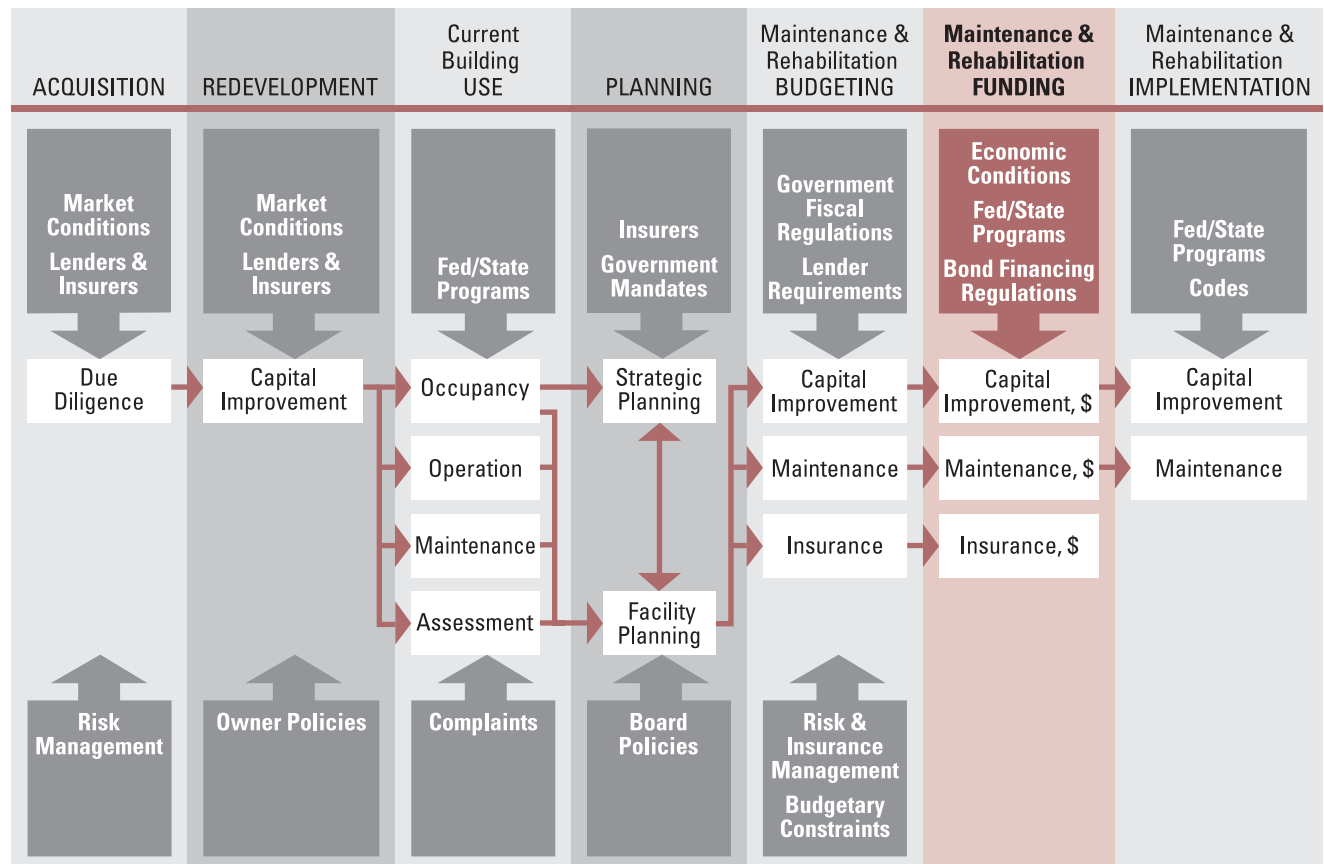 ACQUISITION
REDEVELOPMENT
Current
Building
USE
PLANNING
Maintenance &
Rehabilitation
BUDGETING
Maintenance &
Rehabilitation
FUNDING
Maintenance &
Rehabilitation
IMPLEMENTATION
Market
Conditions
Lenders &
Insurers
Market
Conditions
Lenders &
Insurers
Fed/State
Programs
Insurers
Government
Mandates
Government
Fiscal
Regulations
Lender
Requirements
Economic
Conditions
Fed/State
Programs
Bond Financing
Regulations
Fed/State
Programs
Codes
Due
Diligence
Capital
Improvement
Occupancy
Operation
Maintenance
Assessment
Strategic
Planning
Facility
Planning
Capital
Improvement
Maintenance
Insurance
Capital
Improvement, $
Maintenance, $
Insurance, $
Capital
Improvement
Maintenance
Risk
Management
Owner Policies
Complaints
Board
Policies
Risk &
Insurance
Management
Budgetary
Constraints